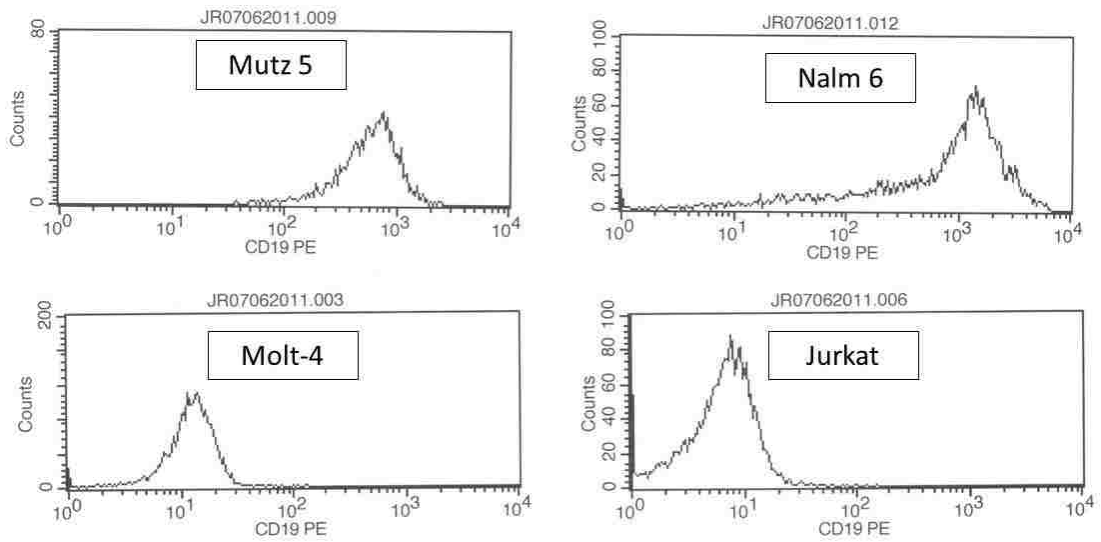 JR07062011.009
Mutz 5
80
0
Counts
10^0 10^1 10^2 10^3 10^4
CD19 PE
JR07062011.012
Nalm 6
100
80
60
40
20
0
Counts
10^0 10^1 10^2 10^3 10^4
CD19 PE
JR07062011.003
Molt-4
200
0
Counts
10^0 10^1 10^2 10^3 10^4
CD19 PE
JR07062011.006
Jurkat
100
80
60
40
20
0
Counts
10^0 10^1 10^2 10^3 10^4
CD19 PE